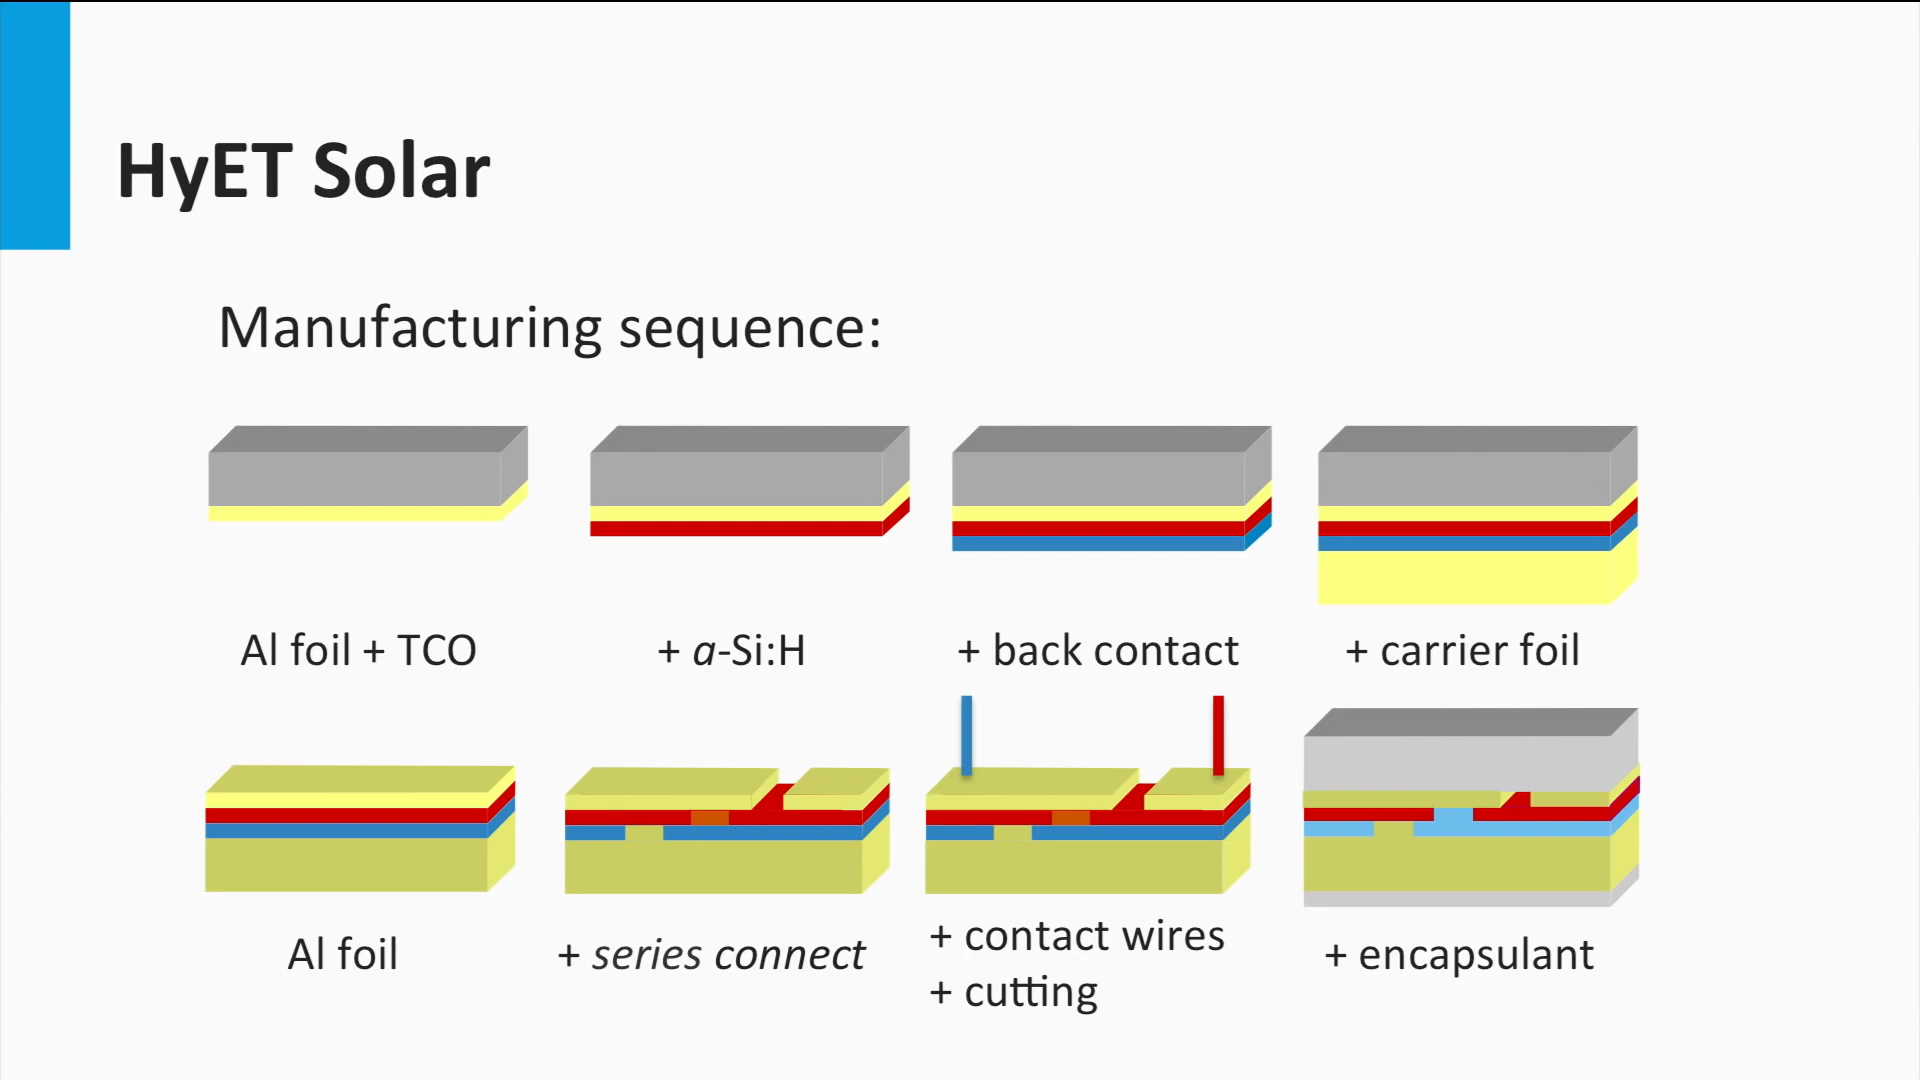 HyET Solar
Manufacturing sequence:
Al foil + TCO
+ a-Si:H
+ back contact
+ carrier foil
Al foil
+ series connect
+ contact wires
+ cutting
+ encapsulant